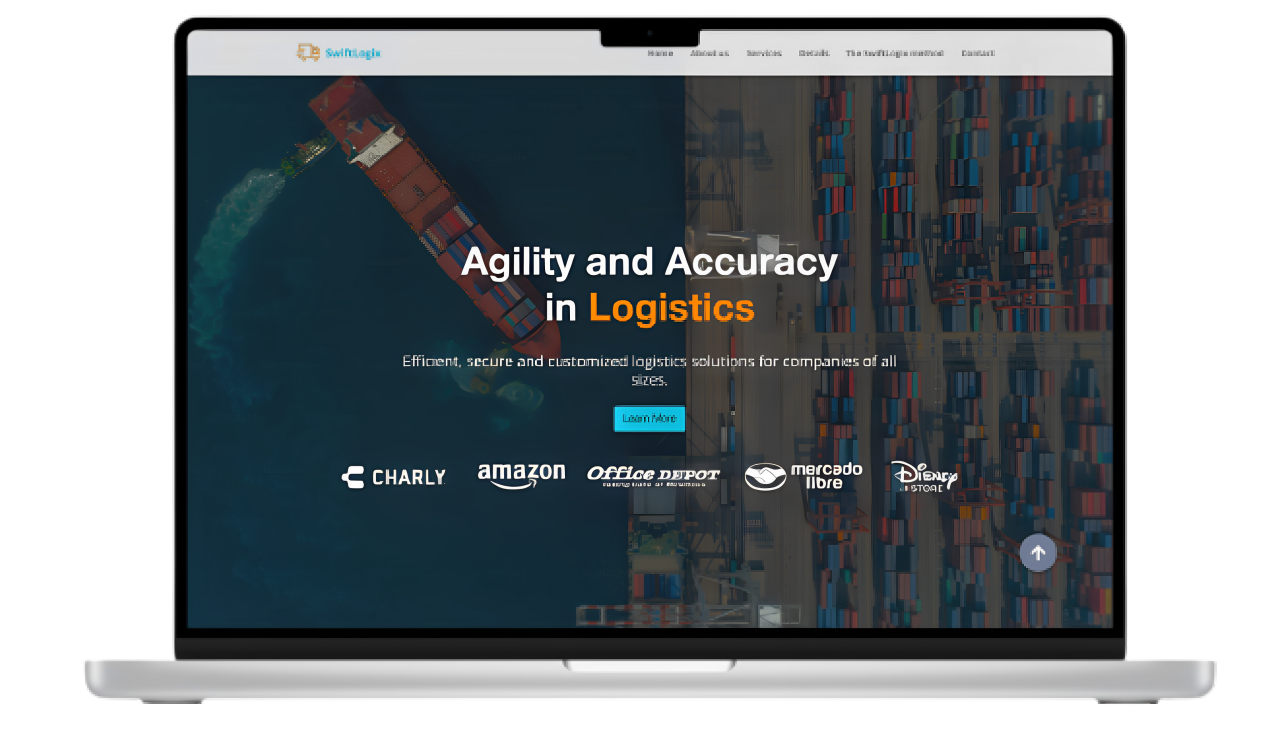 SwiftLogix
Home About us Services Details The SwiftLogix method Contact
Agility and Accuracy
in Logistics
Efficient, secure and customized logistics solutions for companies of all
sizes.
Learn More
CHARLY
amazon
Office DEPOT
mercado
libre
Disney
STORE